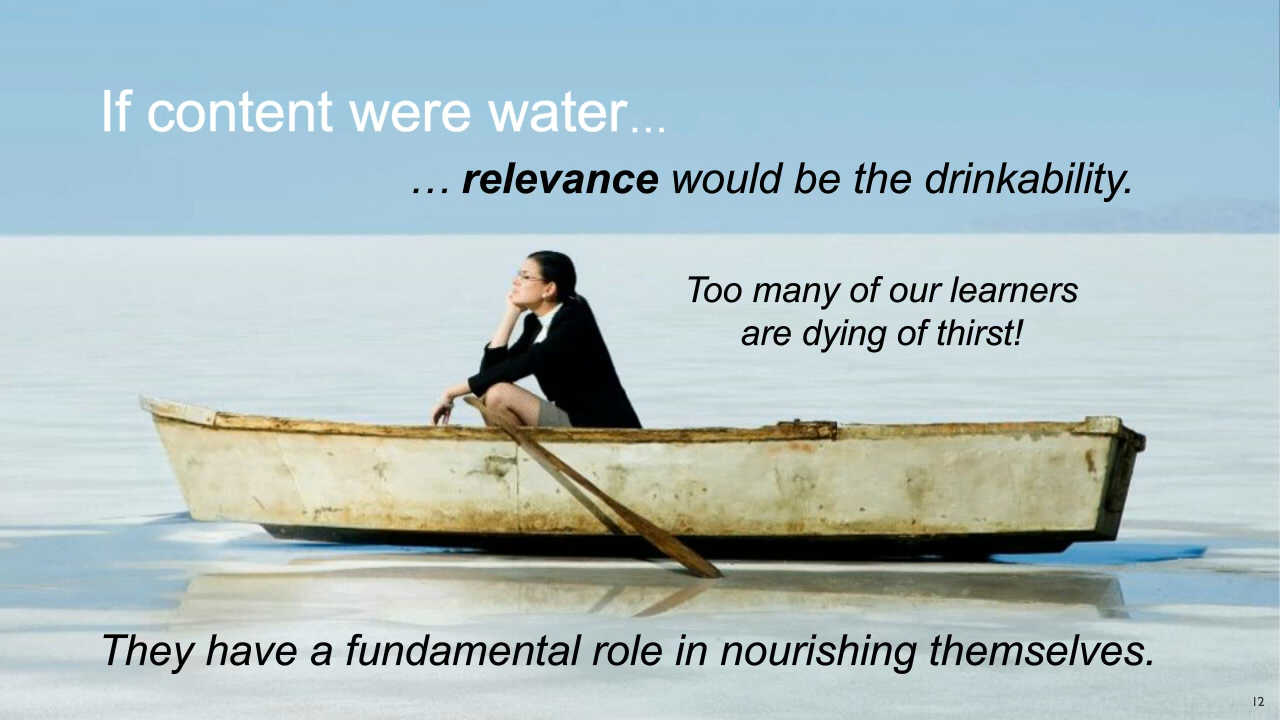 If content were water...
… relevance would be the drinkability.
Too many of our learners
are dying of thirst!
They have a fundamental role in nourishing themselves.
12